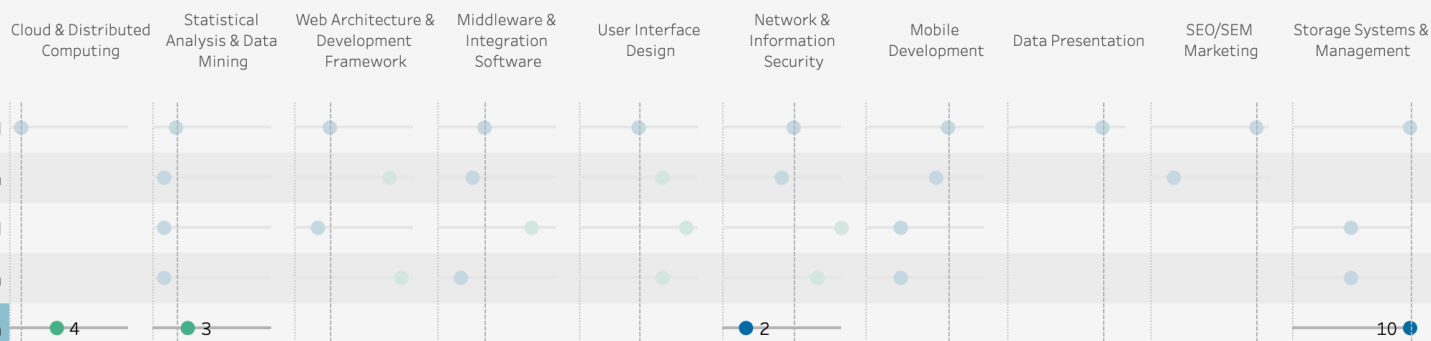 Cloud & Distributed
Computing
Statistical
Analysis & Data
Mining
Web Architecture &
Development
Framework
Middleware &
Integration
Software
User Interface
Design
Network &
Information
Security
Mobile
Development
Data Presentation
SEO/SEM
Marketing
Storage Systems &
Management
4
3
2
10